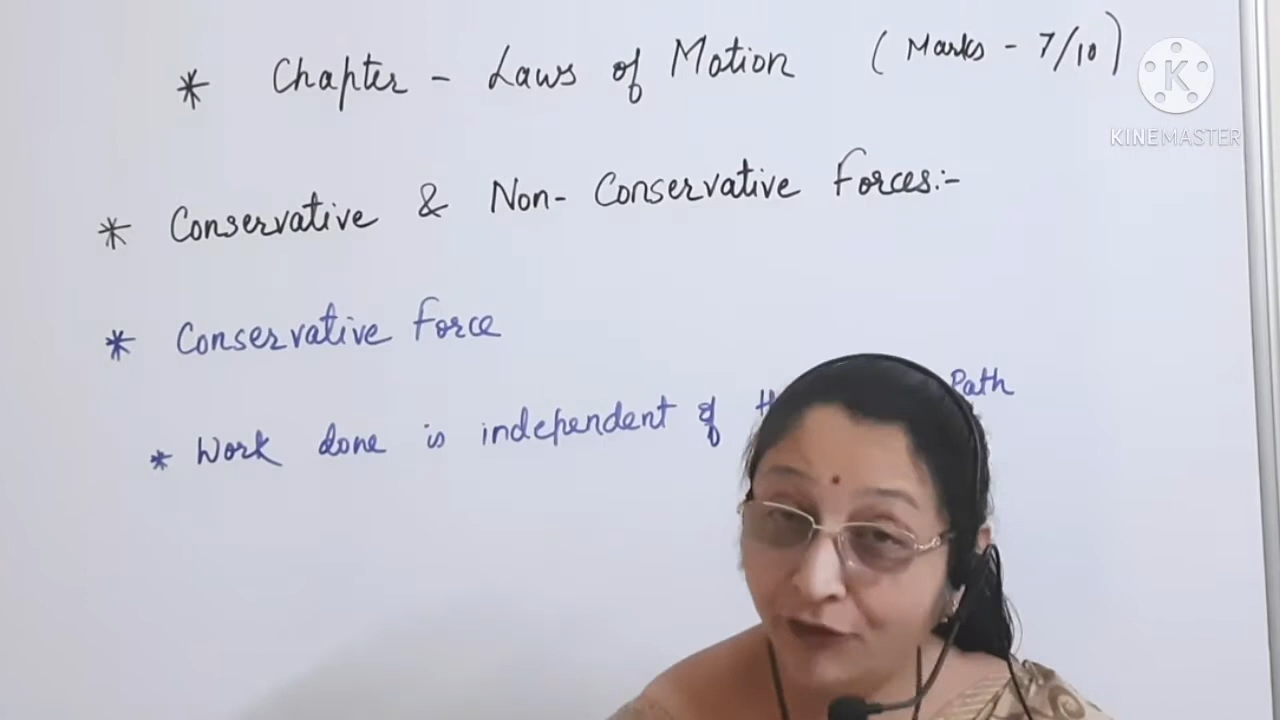 * Chapter - Laws of Motion (Marks - 7/10)
K
KINEMASTER
* Conservative & Non-Conservative Forces:-
* Conservative Force
* Work done is independent of Path